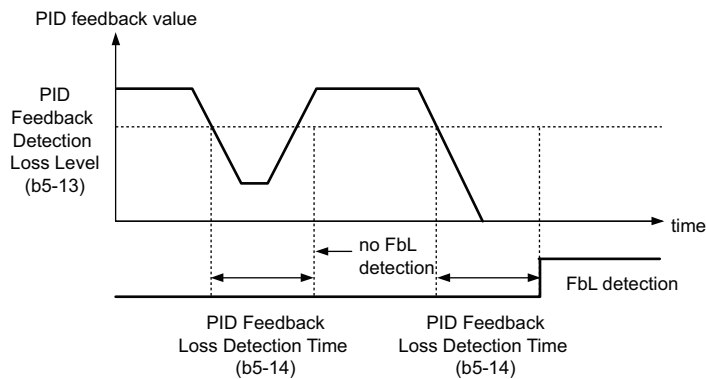 PID feedback value
PID
Feedback
Detection
Loss Level
(b5-13)
time
no FbL
detection
FbL detection
PID Feedback
Loss Detection Time
(b5-14)
PID Feedback
Loss Detection Time
(b5-14)